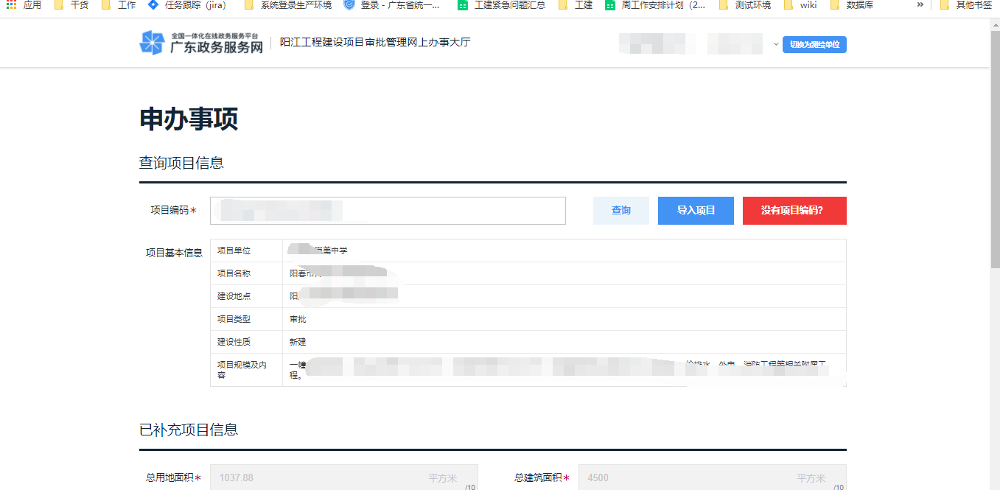 应用 干货 工作 任务跟踪（jira） 系统登录生产环境 登录 - 广东省统一... 工建紧急问题汇总 工建 周工作安排计划（2... 测试环境 wiki 数据库 » 其他书签
全国一体化在线政务服务平台
广东政务服务网
阳江工程建设项目审批管理网上办事大厅
切换为测绘单位
申办事项
查询项目信息
项目编码*
查询 导入项目 没有项目编码?
项目基本信息
项目单位 岗美中学
项目名称 阳春市
建设地点 阳
项目类型 审批
建设性质 新建
项目规模及内容 一幢 给排水、外电、消防工程等相关附属工
程。
已补充项目信息
总用地面积* 1037.88 平方米 /10 总建筑面积* 4500 平方米 /10